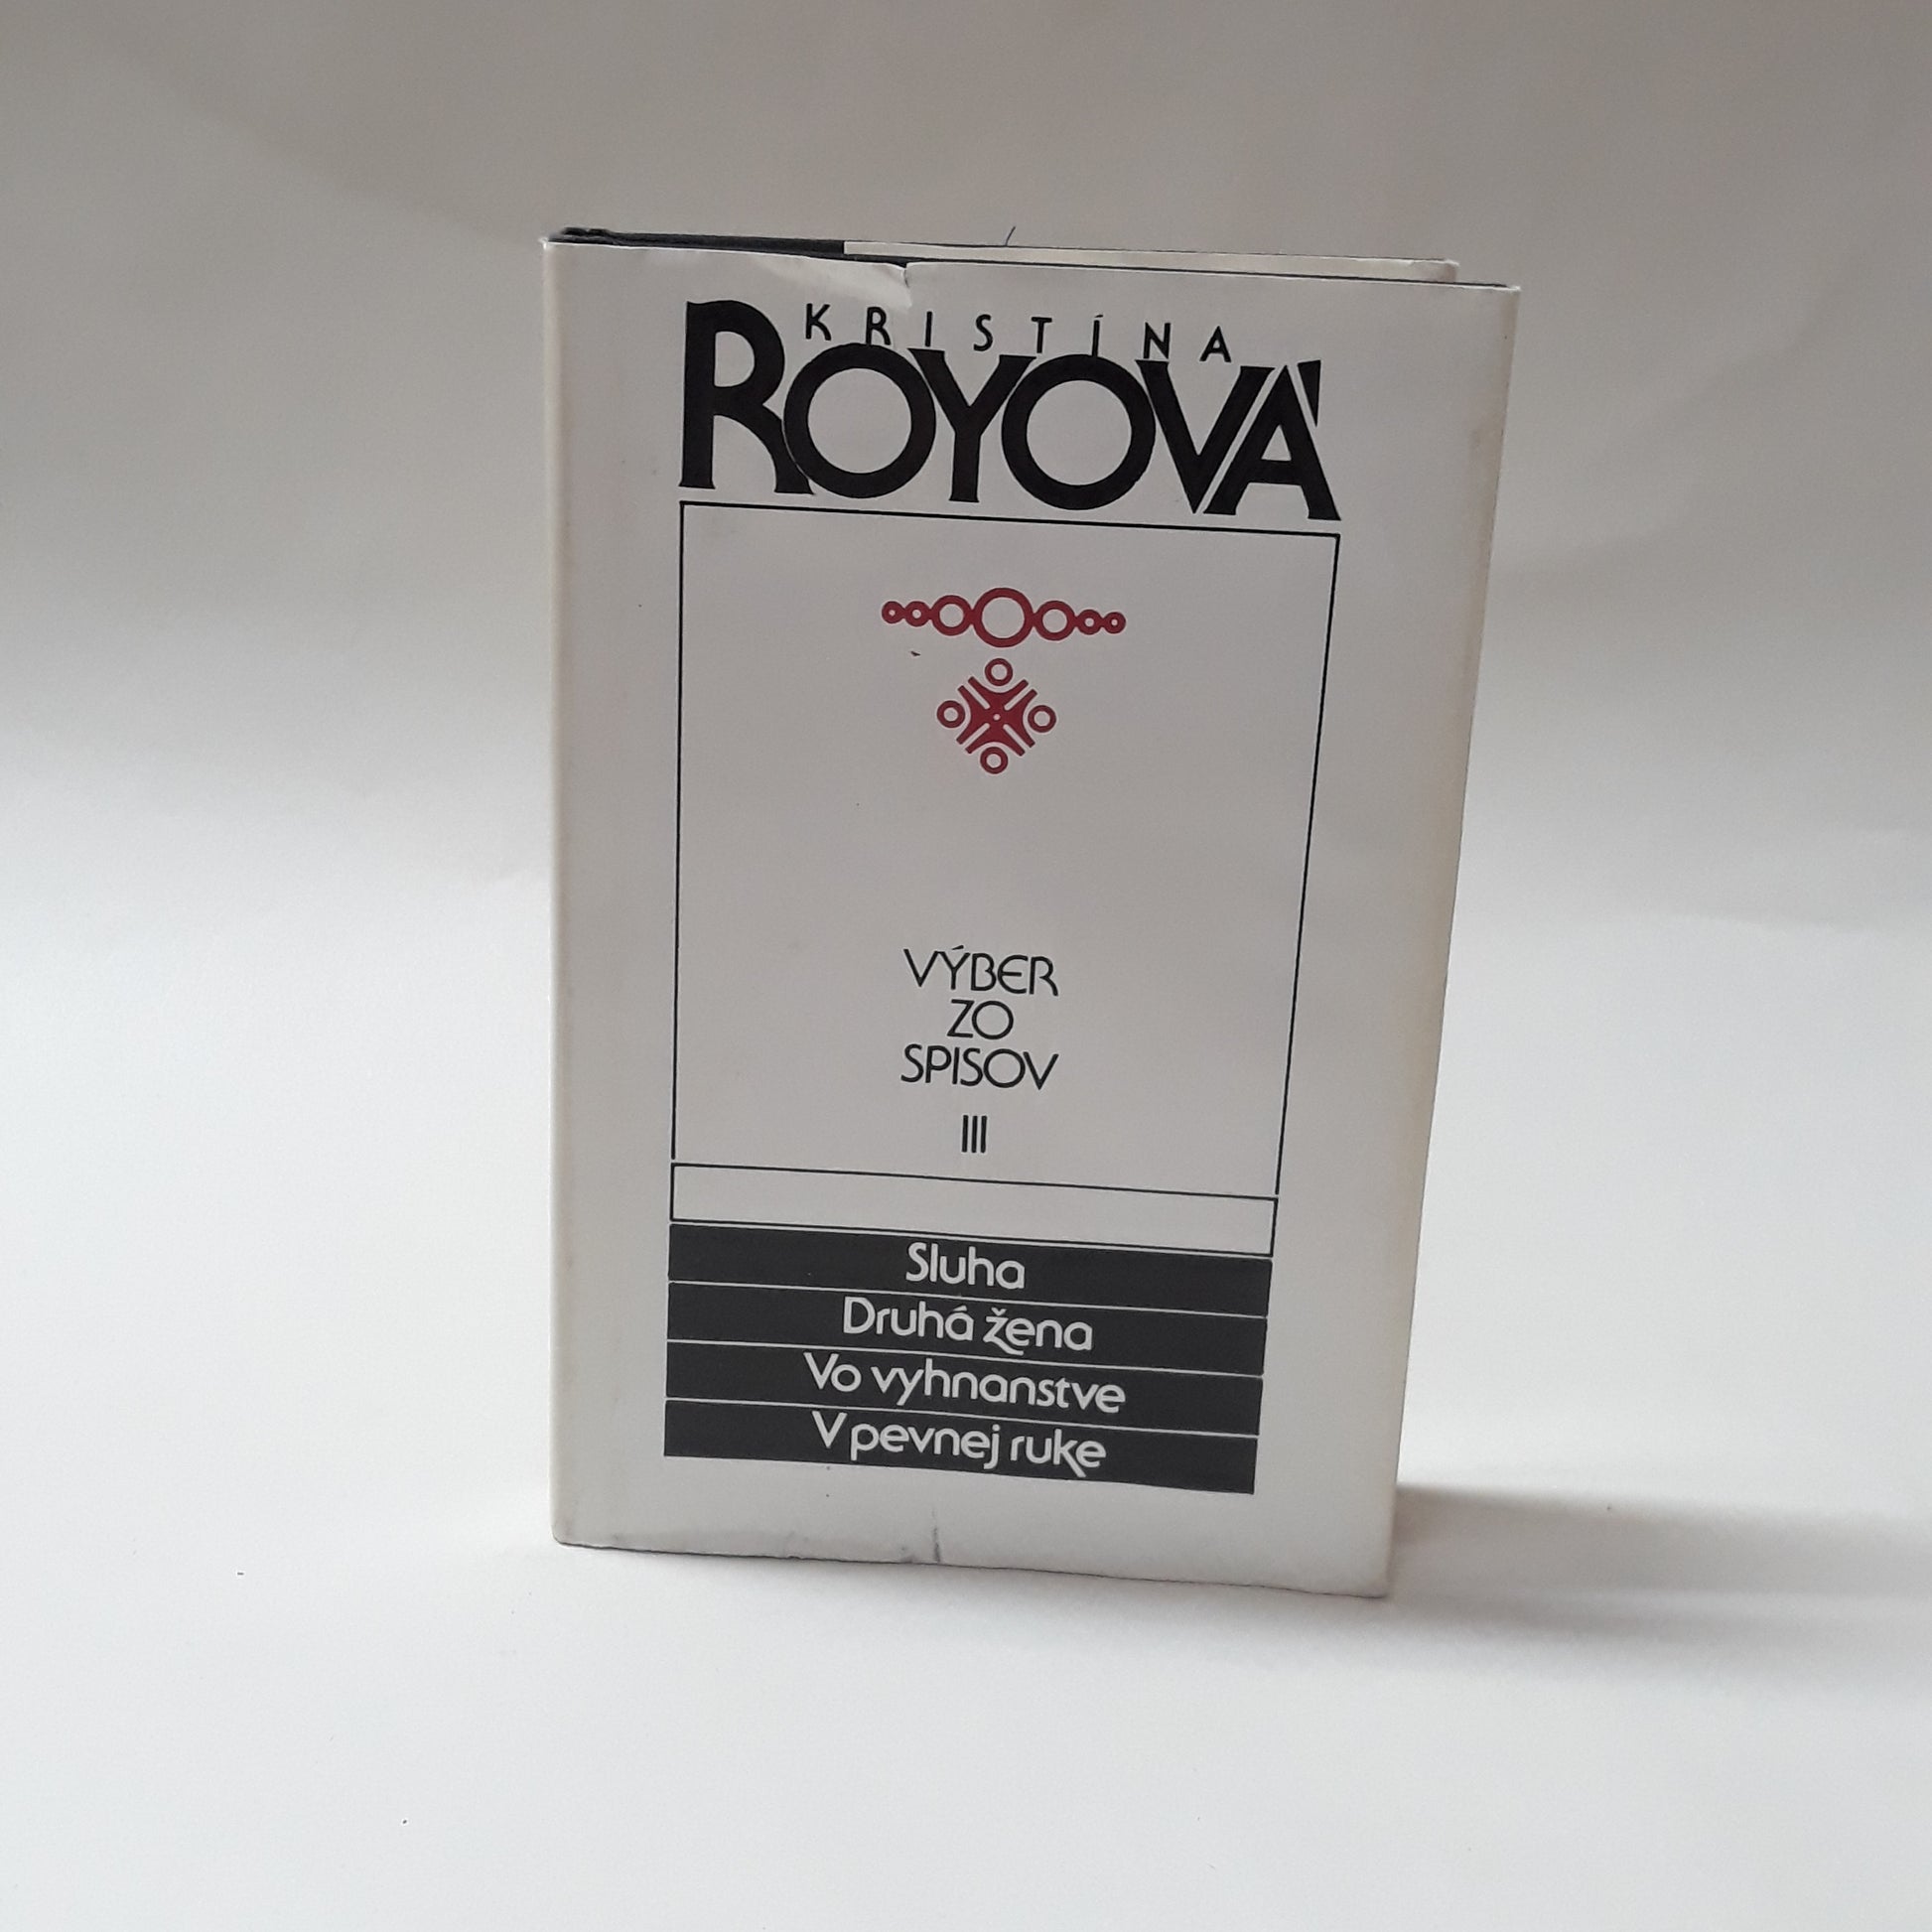 KRISTÍNA
ROYOVÁ
VÝBER
ZO
SPISOV
III
Sluha
Druhá žena
Vo vyhnanstve
V pevnej ruke